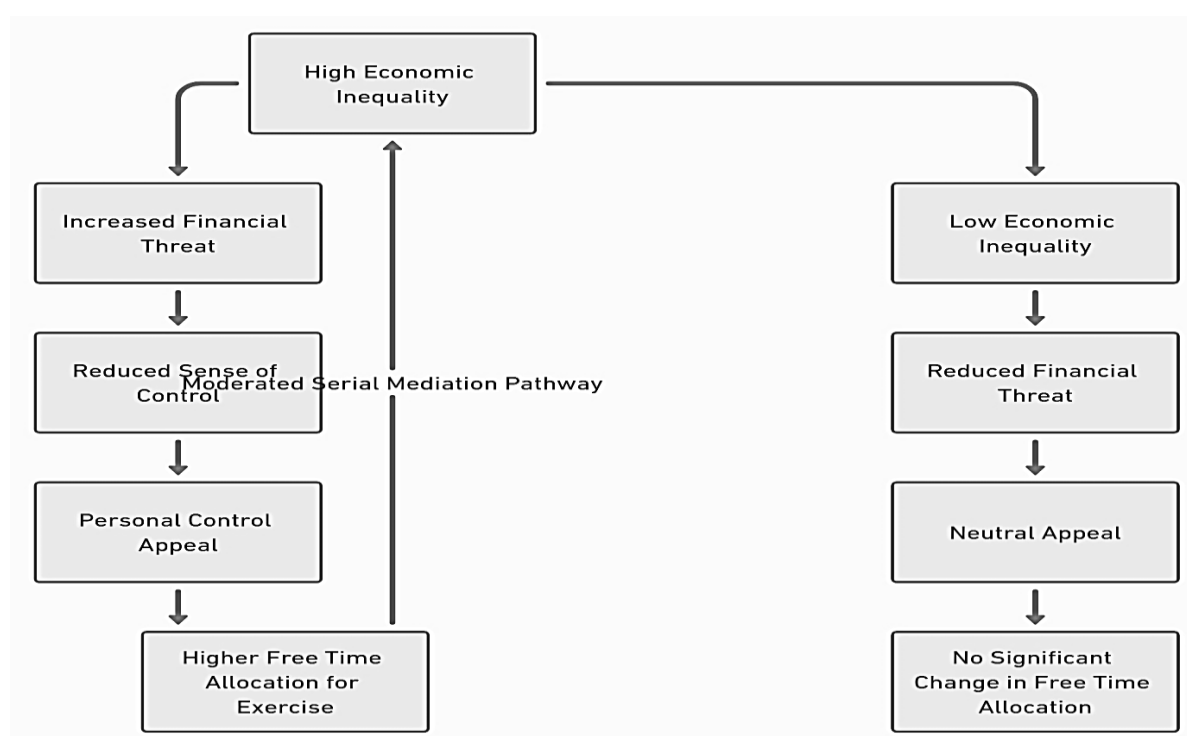 High Economic
Inequality
Increased Financial
Threat
Low Economic
Inequality
Reduced Sense of
Control
Moderated Serial Mediation Pathway
Reduced Financial
Threat
Personal Control
Appeal
Neutral Appeal
Higher Free Time
Allocation for
Exercise
No Significant
Change in Free Time
Allocation